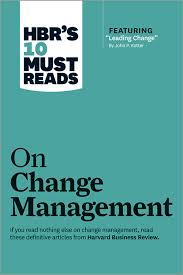 HBR'S
10
MUST
READS
FEATURING
"Leading Change"
By John P. Kotter
On
Change
Management
If you read nothing else on change management, read
these definitive articles from Harvard Business Review.